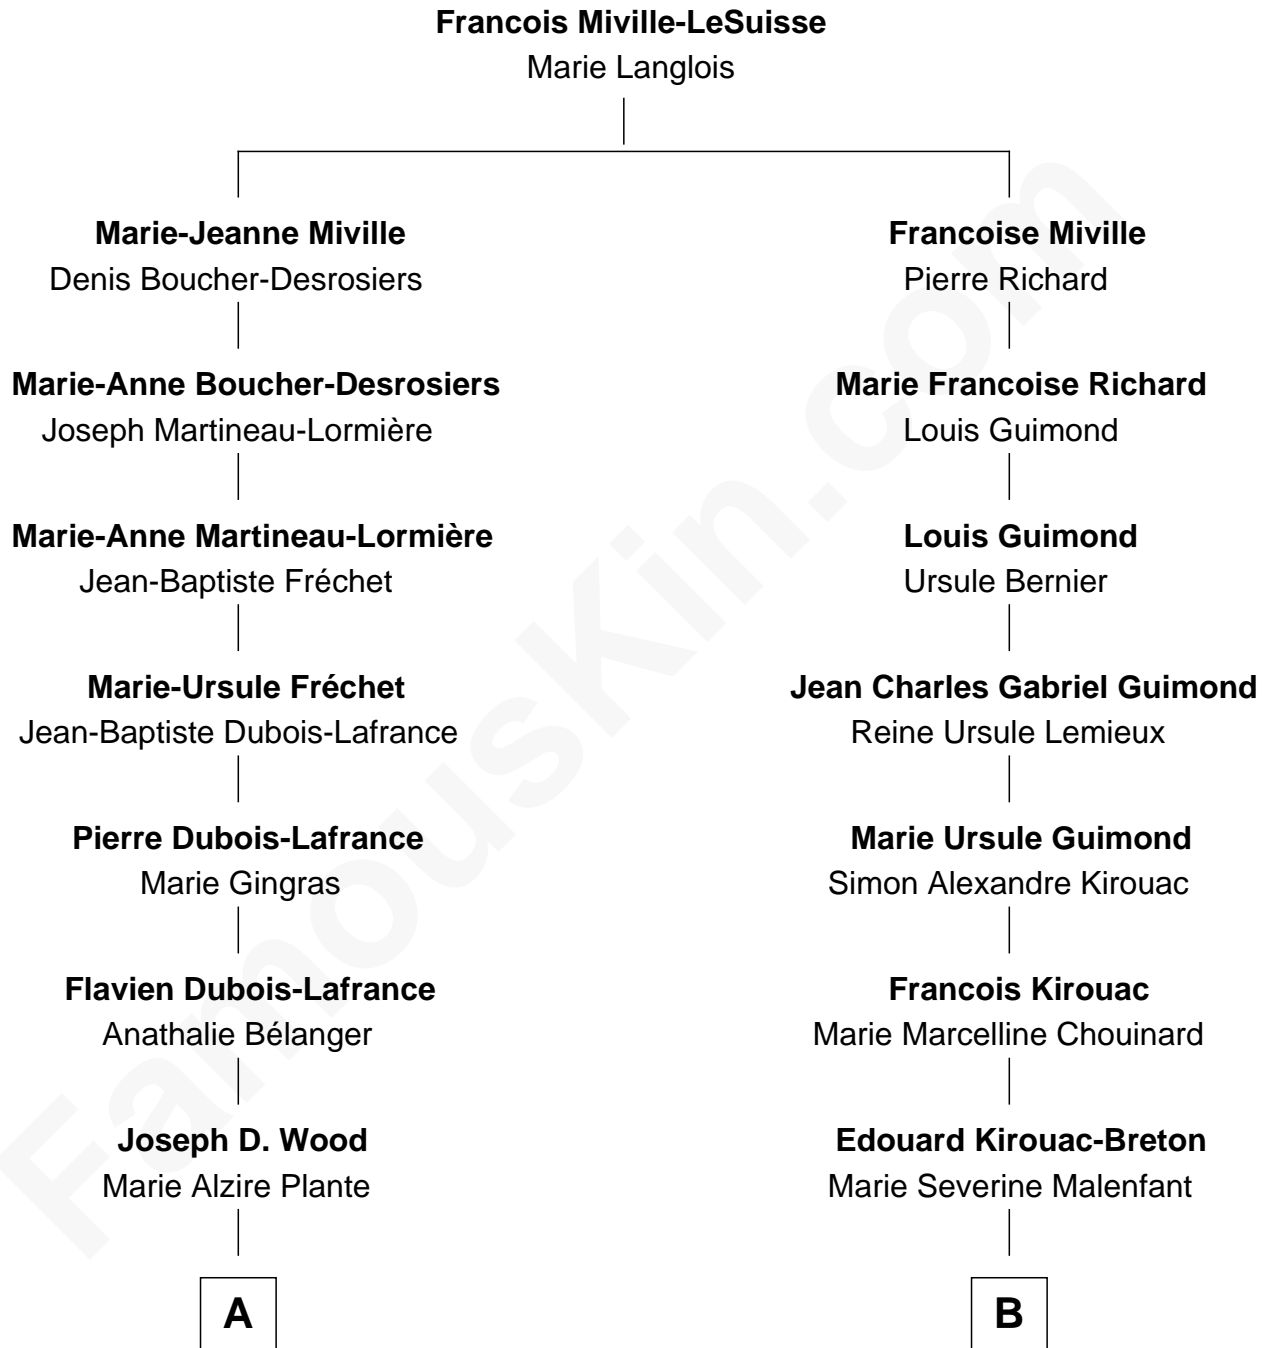 Francois Miville-LeSuisse
Marie Langlois
Marie-Jeanne Miville
Denis Boucher-Desrosiers
Marie-Anne Boucher-Desrosiers
Joseph Martineau-Lormière
Marie-Anne Martineau-Lormière
Jean-Baptiste Fréchet
Marie-Ursule Fréchet
Jean-Baptiste Dubois-Lafrance
Pierre Dubois-Lafrance
Marie Gingras
Flavien Dubois-Lafrance
Anathalie Bélanger
Joseph D. Wood
Marie Alzire Plante
A
Francoise Miville
Pierre Richard
Marie Francoise Richard
Louis Guimond
Louis Guimond
Ursule Bernier
Jean Charles Gabriel Guimond
Reine Ursule Lemieux
Marie Ursule Guimond
Simon Alexandre Kirouac
Francois Kirouac
Marie Marcelline Chouinard
Edouard Kirouac-Breton
Marie Severine Malenfant
B
FamousKin.com